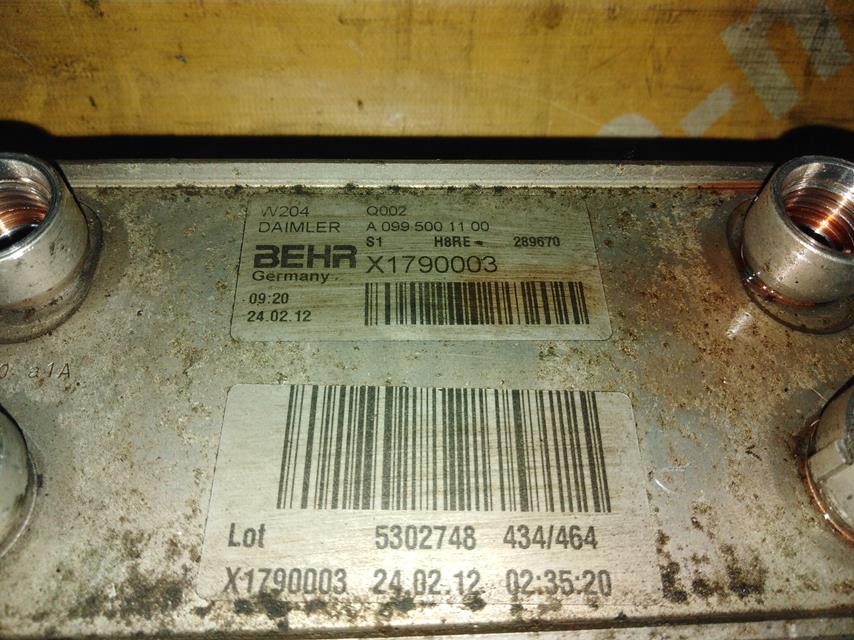 W204 Q002
DAIMLER A 099 500 11 00
S1 H8RE 289670
BEHR X1790003
Germany
09:20
24.02.12
a1A
Lot 5302748 434/464
X1790003 24.02.12 02:35:20